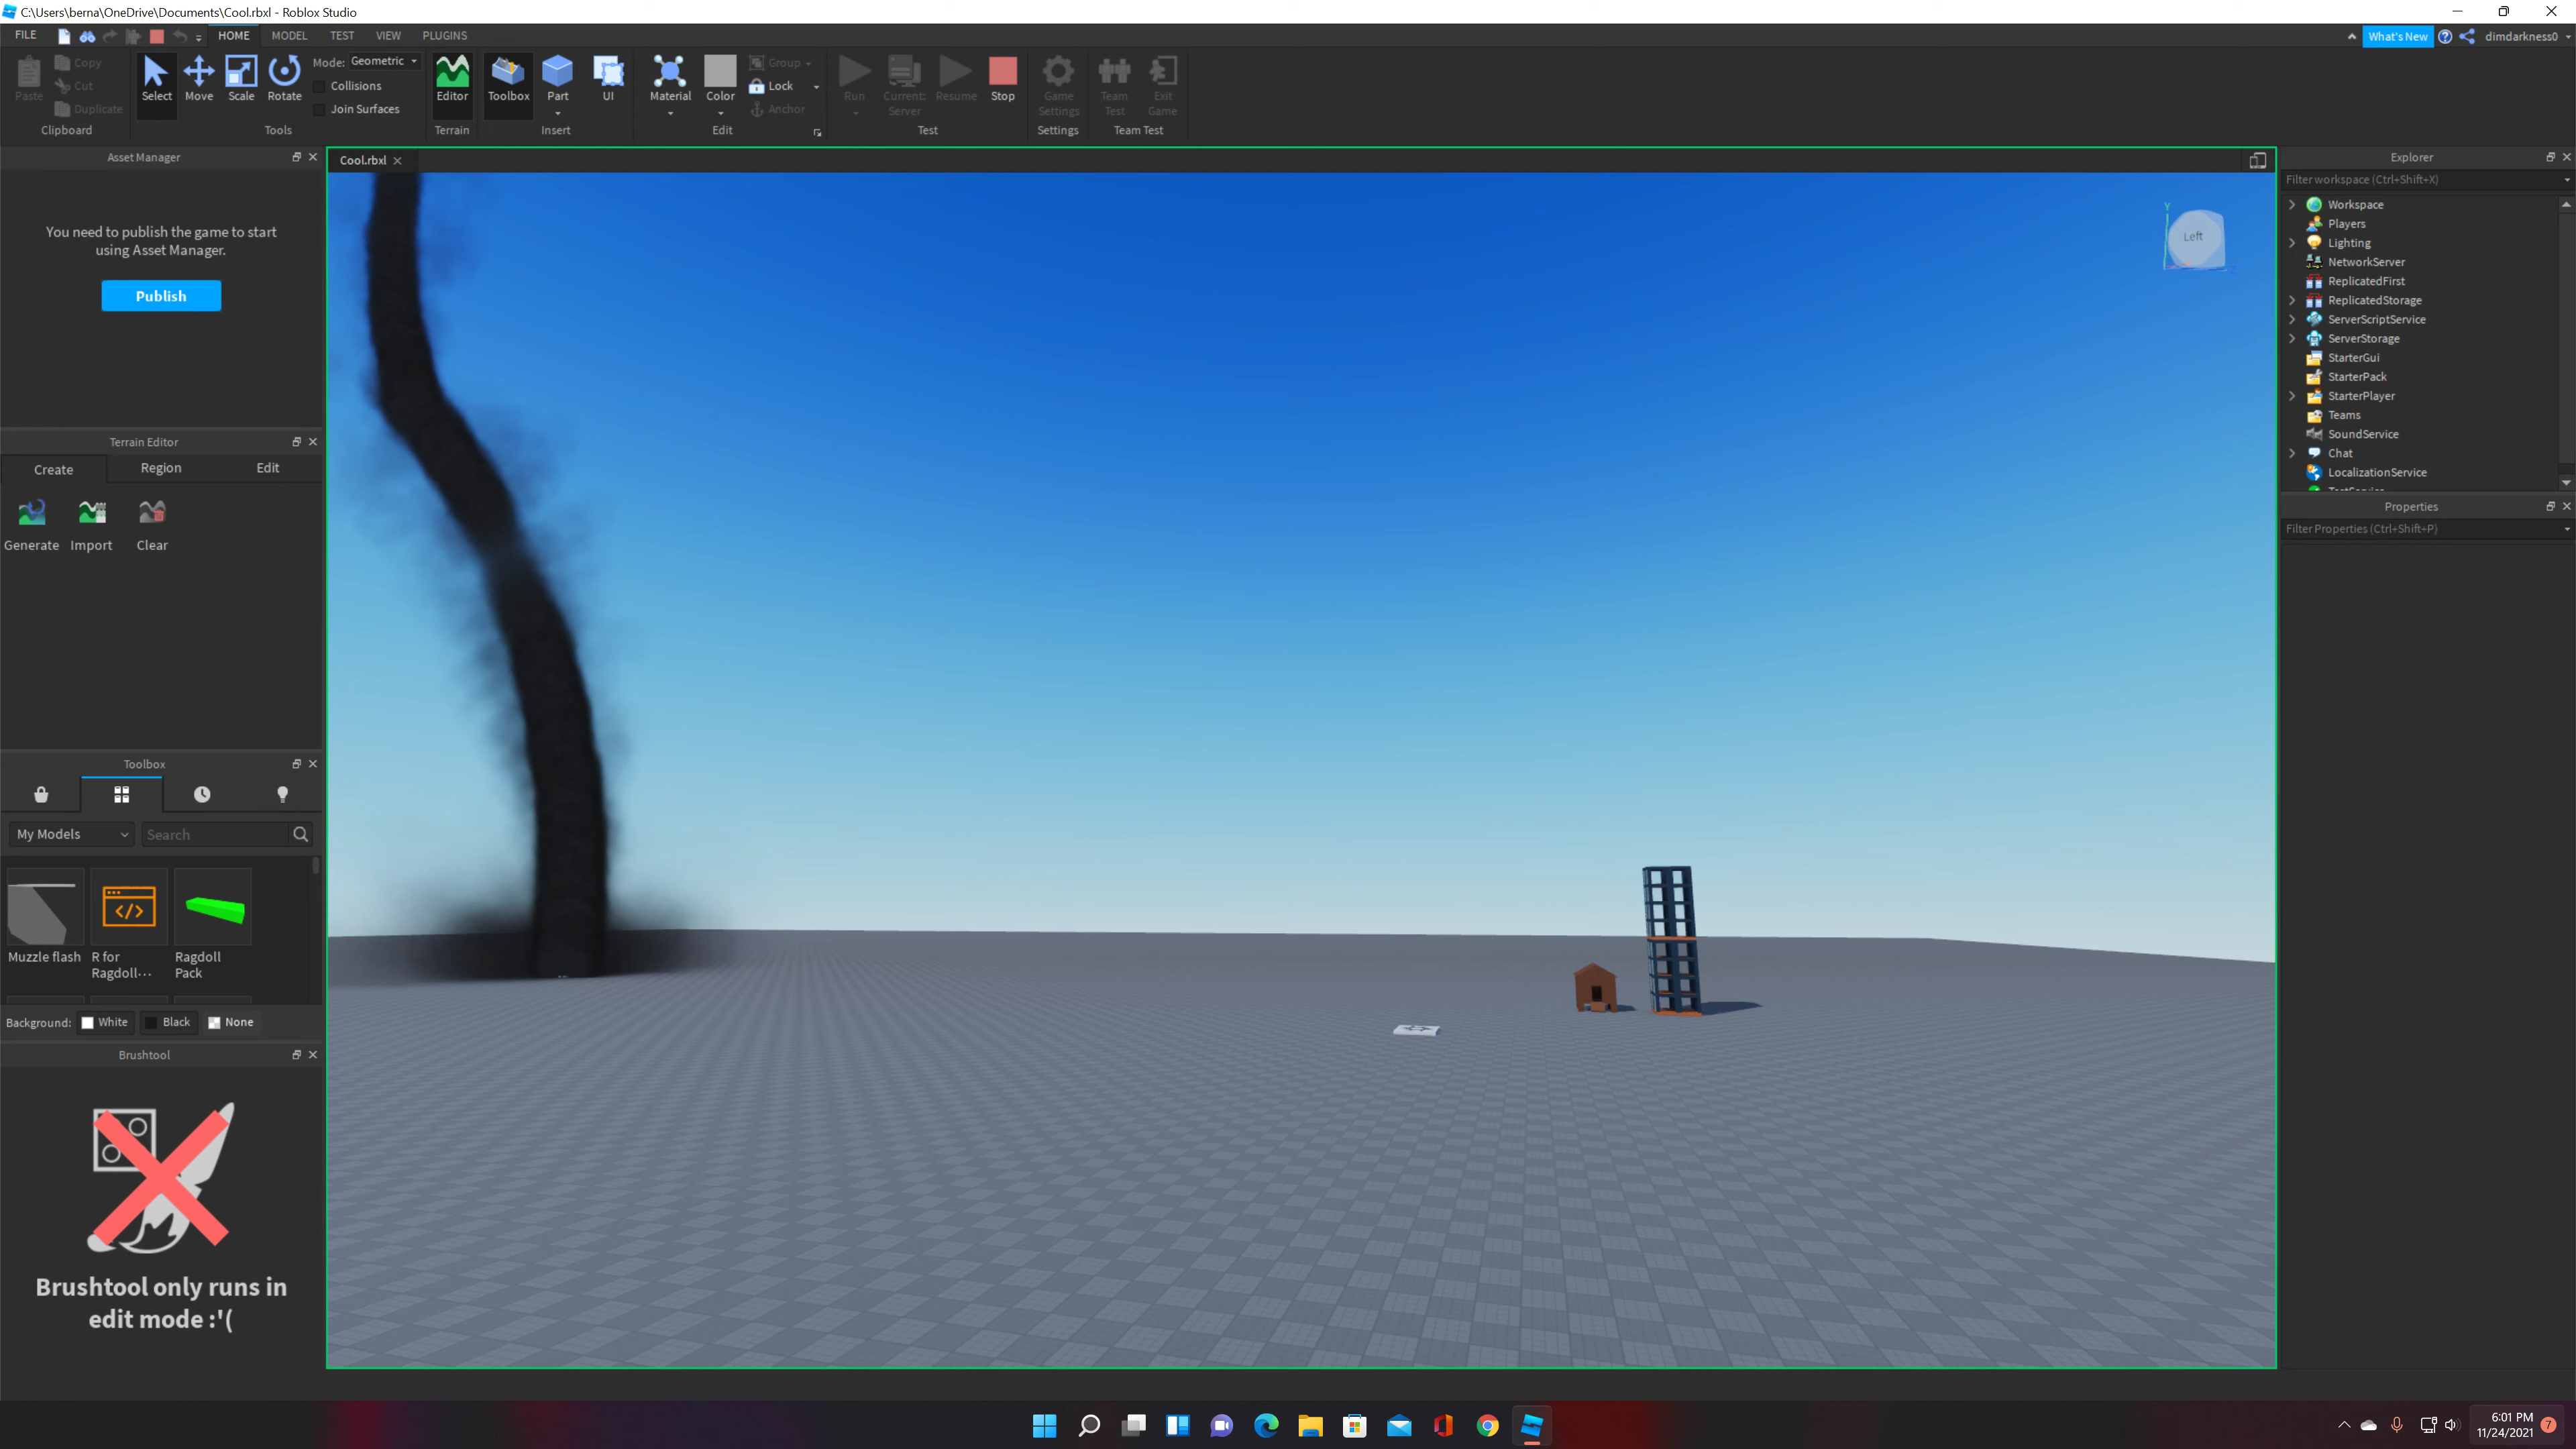 C:\Users\berna\OneDrive\Documents\Cool.rbxl - Roblox Studio
FILE HOME MODEL TEST VIEW PLUGINS What's New dimdarkness0
Paste Copy Cut Duplicate Clipboard
Select Move Scale Rotate Mode: Geometric Collisions Join Surfaces Tools
Editor Terrain
Toolbox Part UI Insert
Material Color Group Lock Anchor Edit
Run Current: Server Resume Stop Test
Game Settings Settings
Team Test Exit Game Team Test
Asset Manager
You need to publish the game to start
using Asset Manager.
Publish
Terrain Editor
Create Region Edit
Generate Import Clear
Toolbox
My Models Search
Muzzle flash R for Ragdoll... Ragdoll Pack
Background: White Black None
Brushtool
Brushtool only runs in
edit mode :'(
Cool.rbxl
Left
Y
Z
Explorer
Filter workspace (Ctrl+Shift+X)
Workspace
Players
Lighting
NetworkServer
ReplicatedFirst
ReplicatedStorage
ServerScriptService
ServerStorage
StarterGui
StarterPack
StarterPlayer
Teams
SoundService
Chat
LocalizationService
TestService
Properties
Filter Properties (Ctrl+Shift+P)
6:01 PM
11/24/2021
7